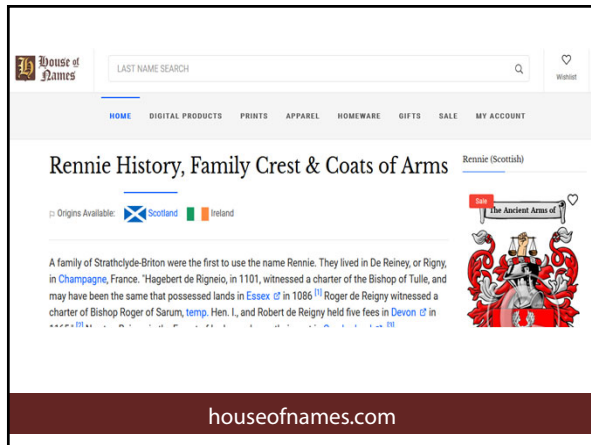 House of
Names
LAST NAME SEARCH
Wishlist
HOME DIGITAL PRODUCTS PRINTS APPAREL HOMEWARE GIFTS SALE MY ACCOUNT
Rennie History, Family Crest & Coats of Arms
Rennie (Scottish)
Origins Available: Scotland Ireland
Sale
The Ancient Arms of
A family of Strathclyde-Briton were the first to use the name Rennie. They lived in De Reiney, or Rigny,
in Champagne, France. "Hagebert de Rigneio, in 1101, witnessed a charter of the Bishop of Tulle, and
may have been the same that possessed lands in Essex in 1086 [1] Roger de Reigny witnessed a
charter of Bishop Roger of Sarum, temp. Hen. I., and Robert de Reigny held five fees in Devon in
houseofnames.com